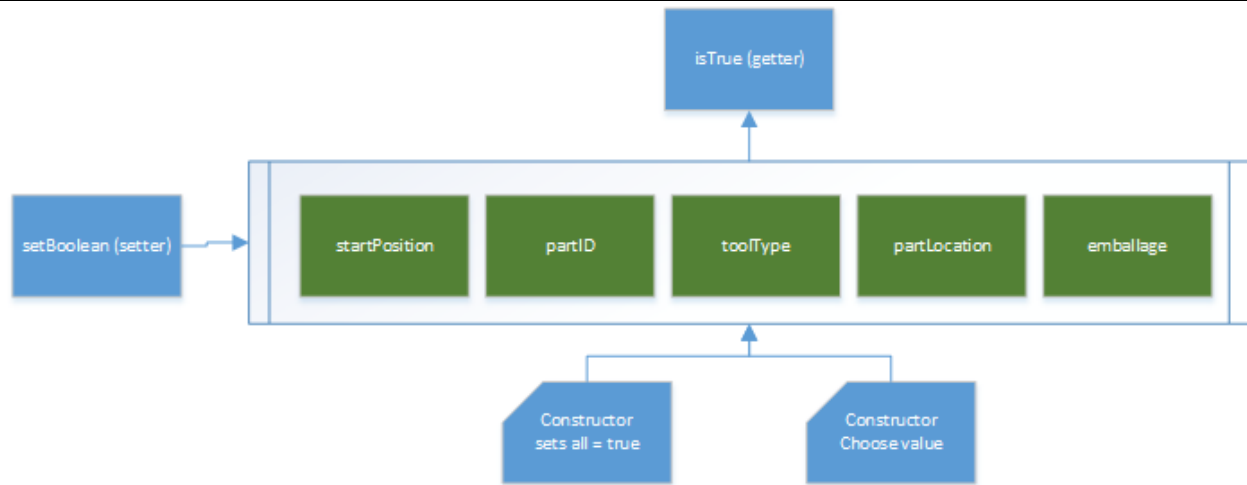 isTrue (getter)
setBoolean (setter)
startPosition
partID
toolType
partLocation
emballage
Constructor
sets all = true
Constructor
Choose value